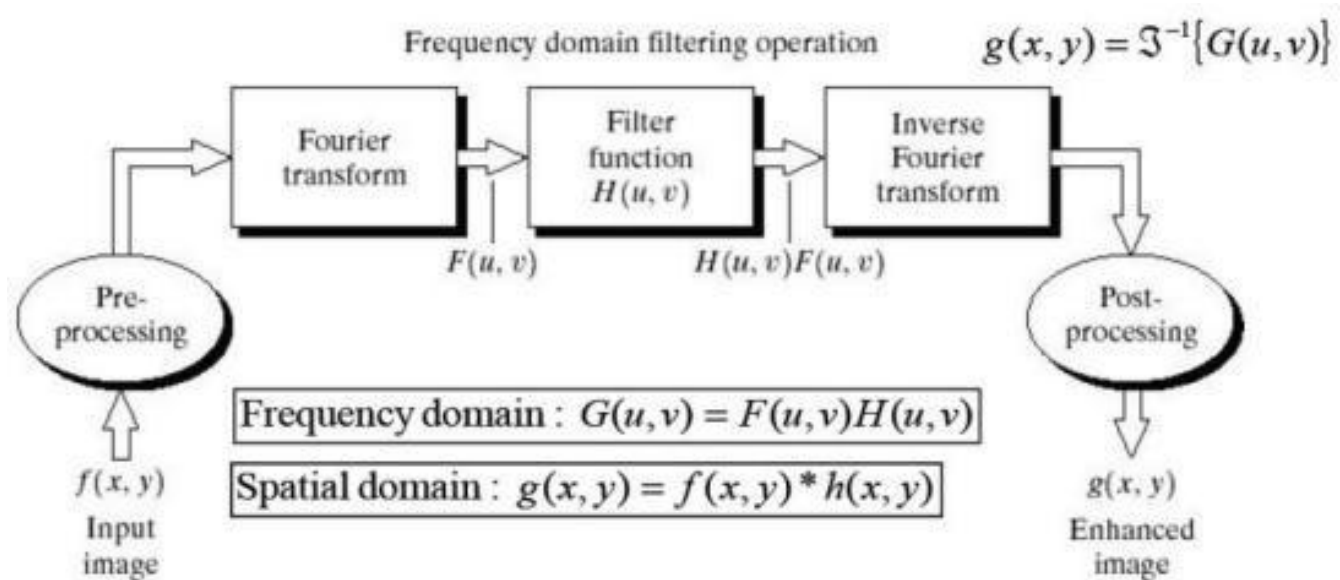 Frequency domain filtering operation
g(x, y) = ℑ⁻¹{G(u, v)}
Fourier
transform
Filter
function
H(u, v)
Inverse
Fourier
transform
F(u, v)
H(u, v)F(u, v)
Pre-
processing
Post-
processing
Frequency domain : G(u, v) = F(u, v)H(u, v)
Spatial domain : g(x, y) = f(x, y) * h(x, y)
f(x, y)
Input
image
g(x, y)
Enhanced
image